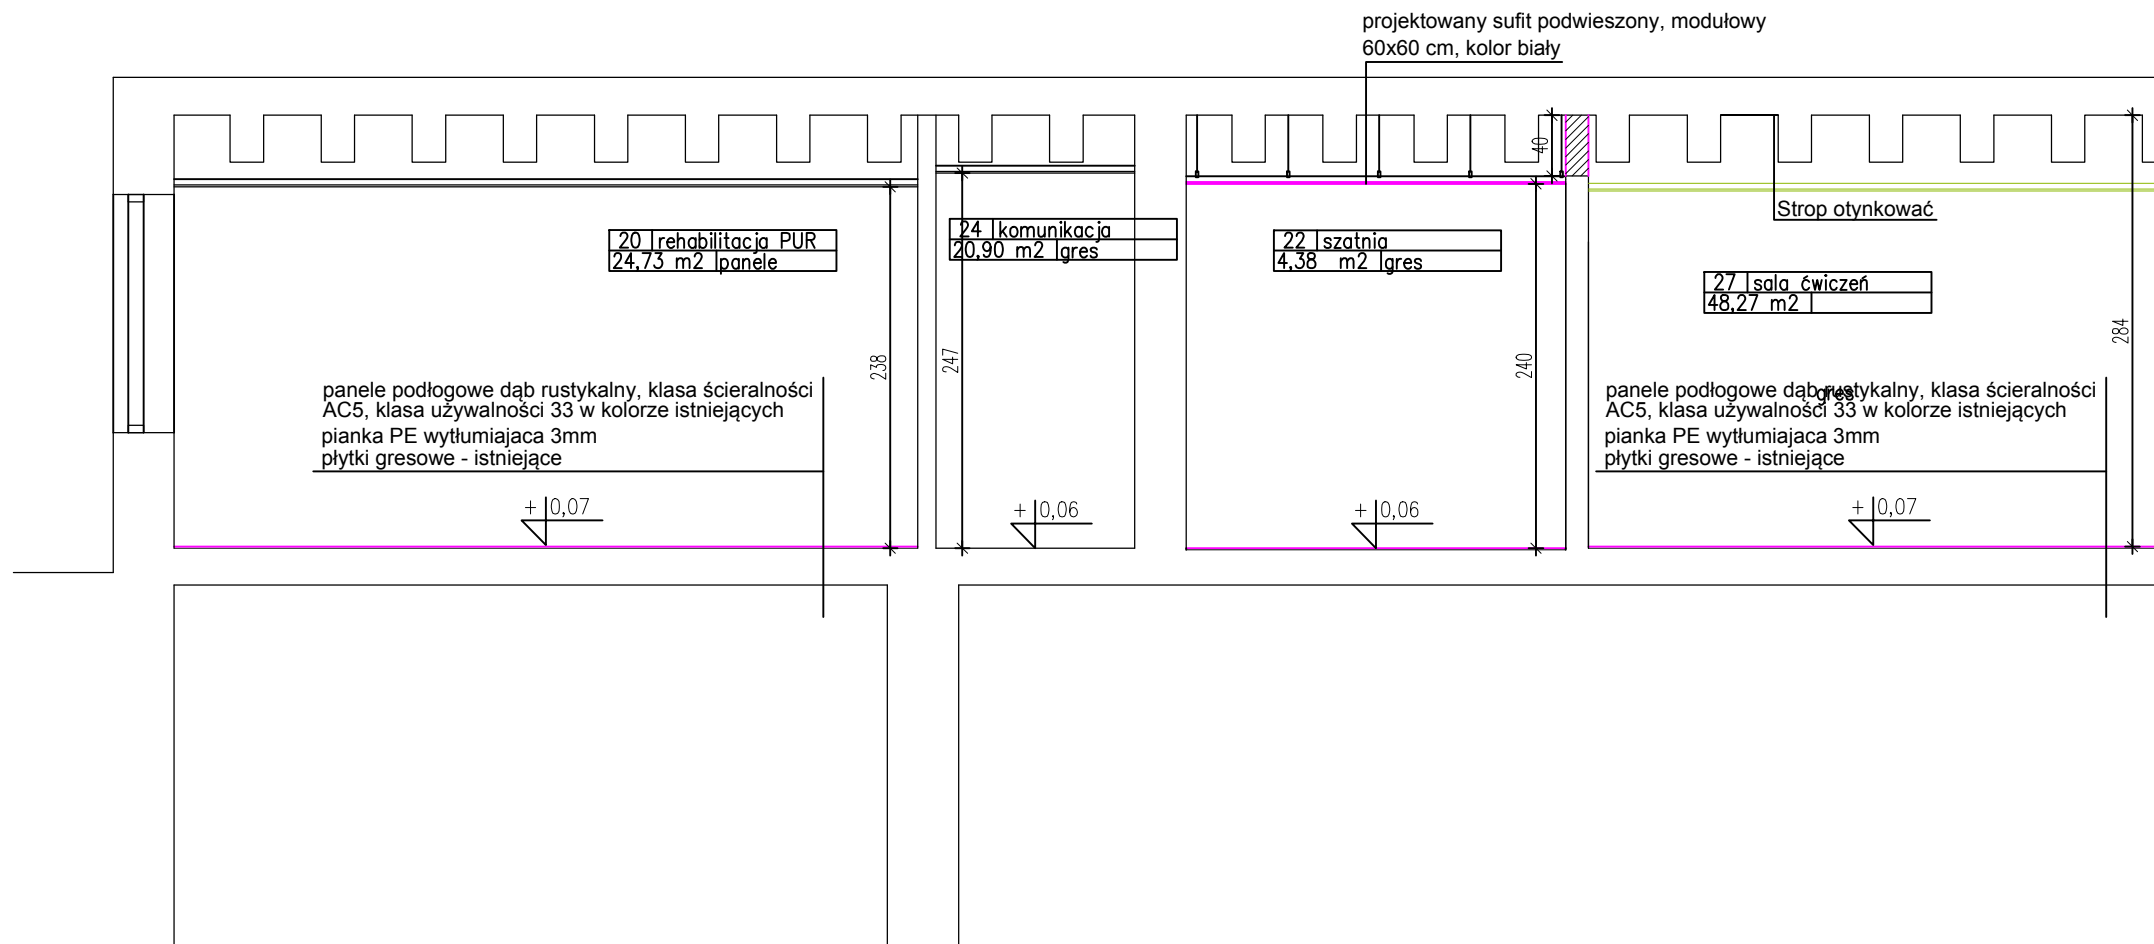 projektowany sufit podwieszony, modułowy
60x60 cm, kolor biały
40
Strop otynkować
20 rehabilitacja PUR
24,73 m2 panele
24 komunikacja
20,90 m2 gres
22 szatnia
4,38 m2 gres
27 sala ćwiczeń
48,27 m2
238
247
240
284
panele podłogowe dąb rustykalny, klasa ścieralności
AC5, klasa używalności 33 w kolorze istniejących
pianka PE wytłumiajaca 3mm
płytki gresowe - istniejące
panele podłogowe dąb rustykalny, klasa ścieralności
gres
AC5, klasa używalności 33 w kolorze istniejących
pianka PE wytłumiajaca 3mm
płytki gresowe - istniejące
+ 0,07
+ 0,06
+ 0,06
+ 0,07